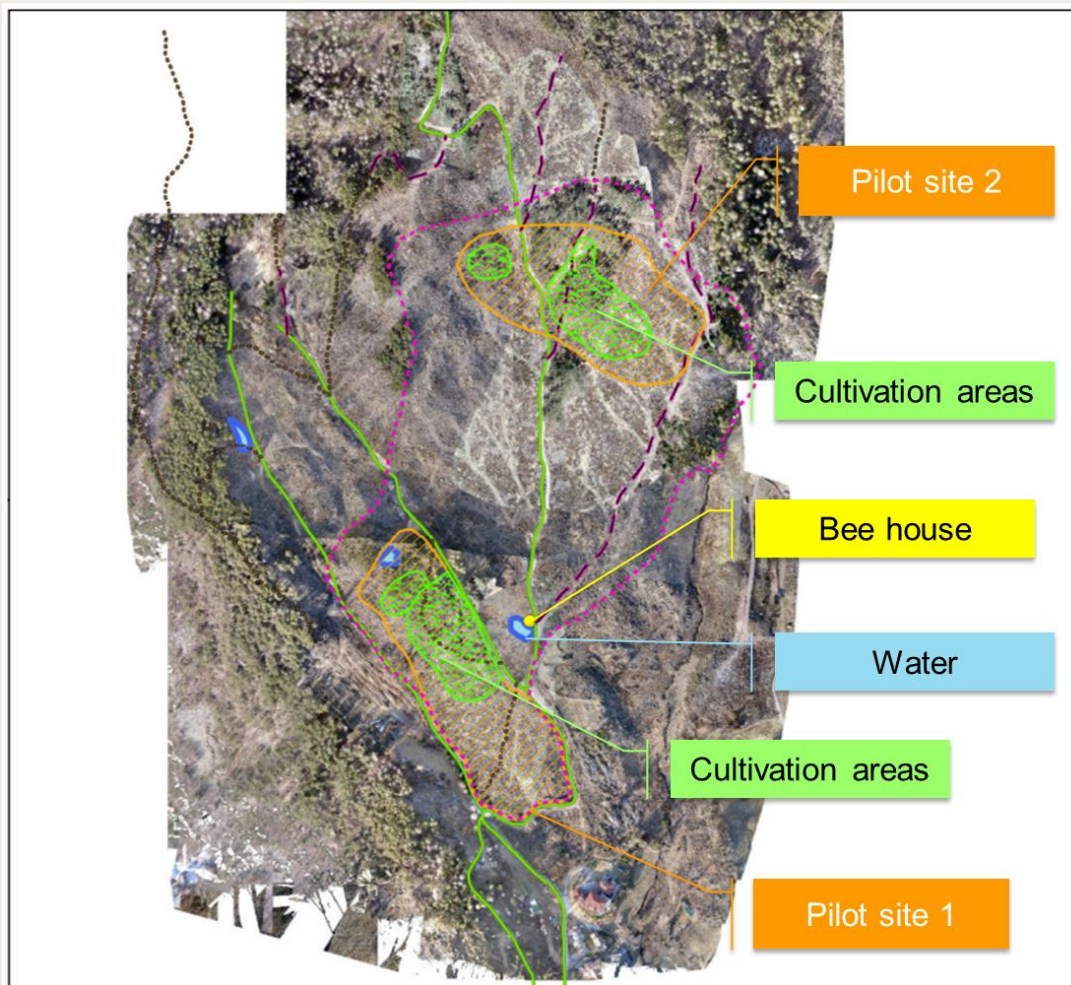 Pilot site 2
Cultivation areas
Bee house
Water
Cultivation areas
Pilot site 1